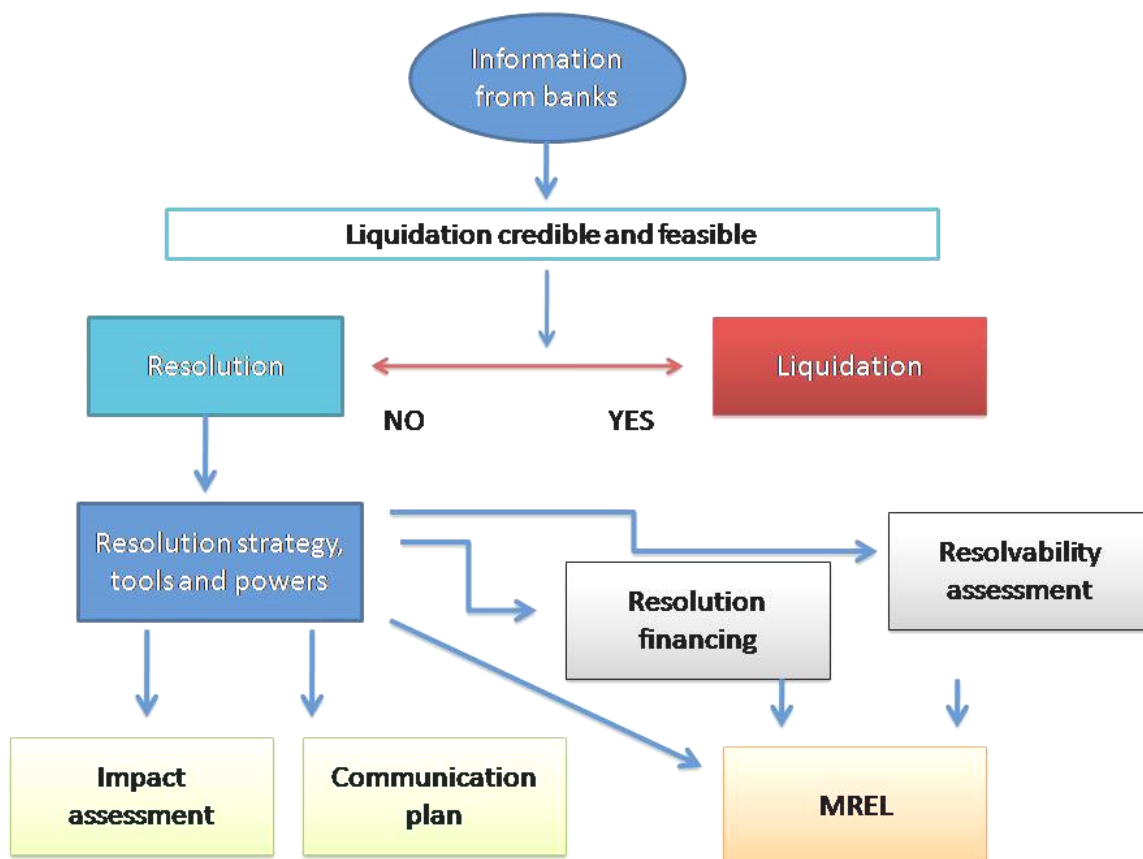 Information
from banks
Liquidation credible and feasible
Resolution
Liquidation
NO
YES
Resolution strategy,
tools and powers
Resolution
financing
Resolvability
assessment
Impact
assessment
Communication
plan
MREL